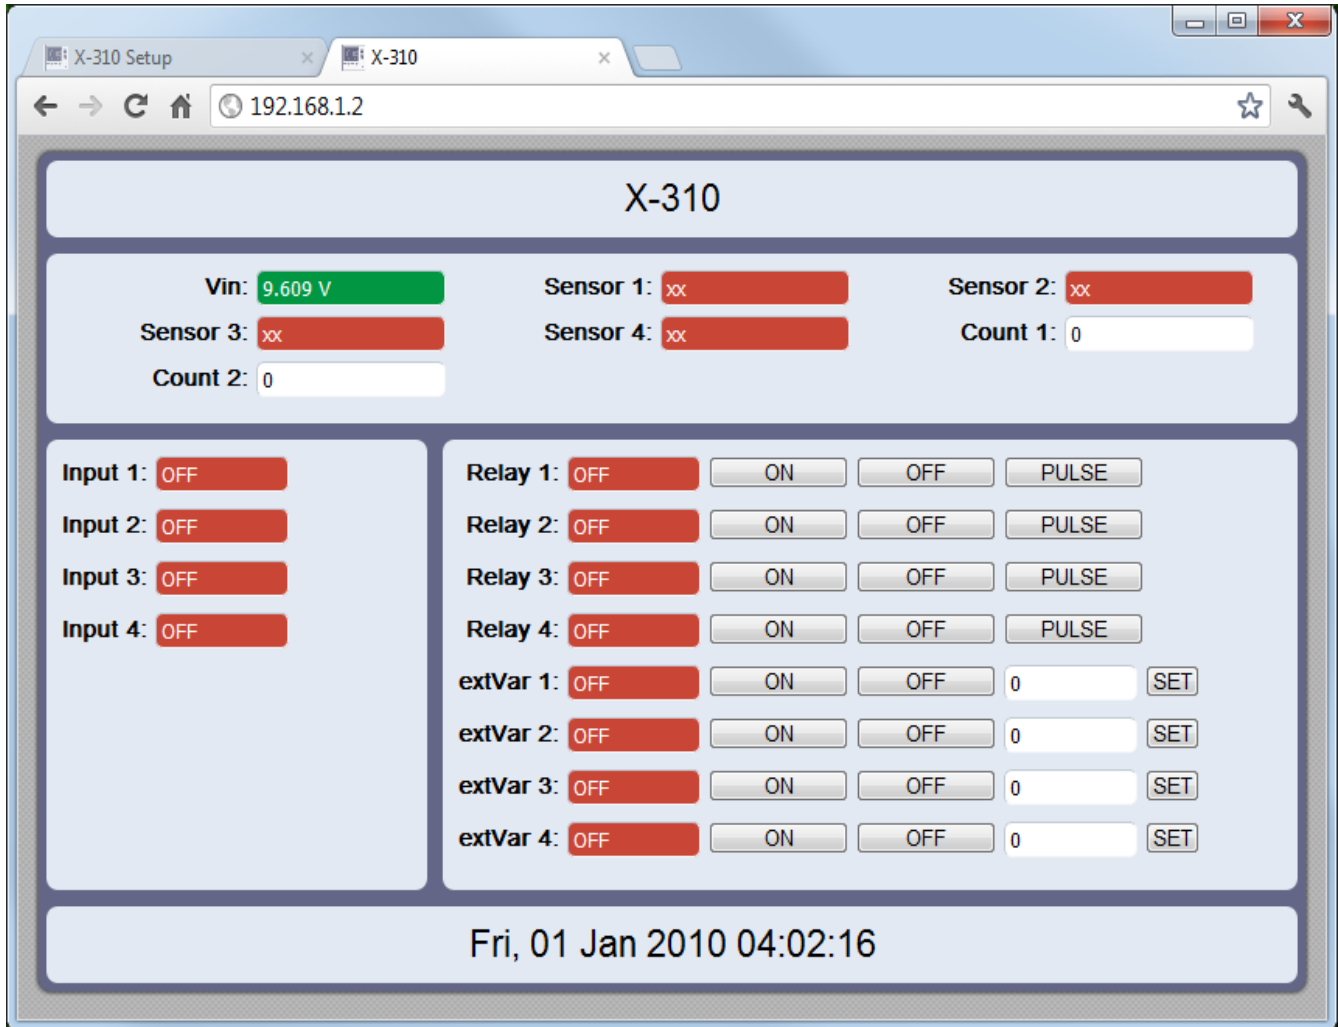 X-310 Setup X-310
192.168.1.2
X-310
Vin: 9.609 V Sensor 1: xx Sensor 2: xx
Sensor 3: xx Sensor 4: xx Count 1: 0
Count 2: 0
Input 1: OFF
Input 2: OFF
Input 3: OFF
Input 4: OFF
Relay 1: OFF ON OFF PULSE
Relay 2: OFF ON OFF PULSE
Relay 3: OFF ON OFF PULSE
Relay 4: OFF ON OFF PULSE
extVar 1: OFF ON OFF 0 SET
extVar 2: OFF ON OFF 0 SET
extVar 3: OFF ON OFF 0 SET
extVar 4: OFF ON OFF 0 SET
Fri, 01 Jan 2010 04:02:16